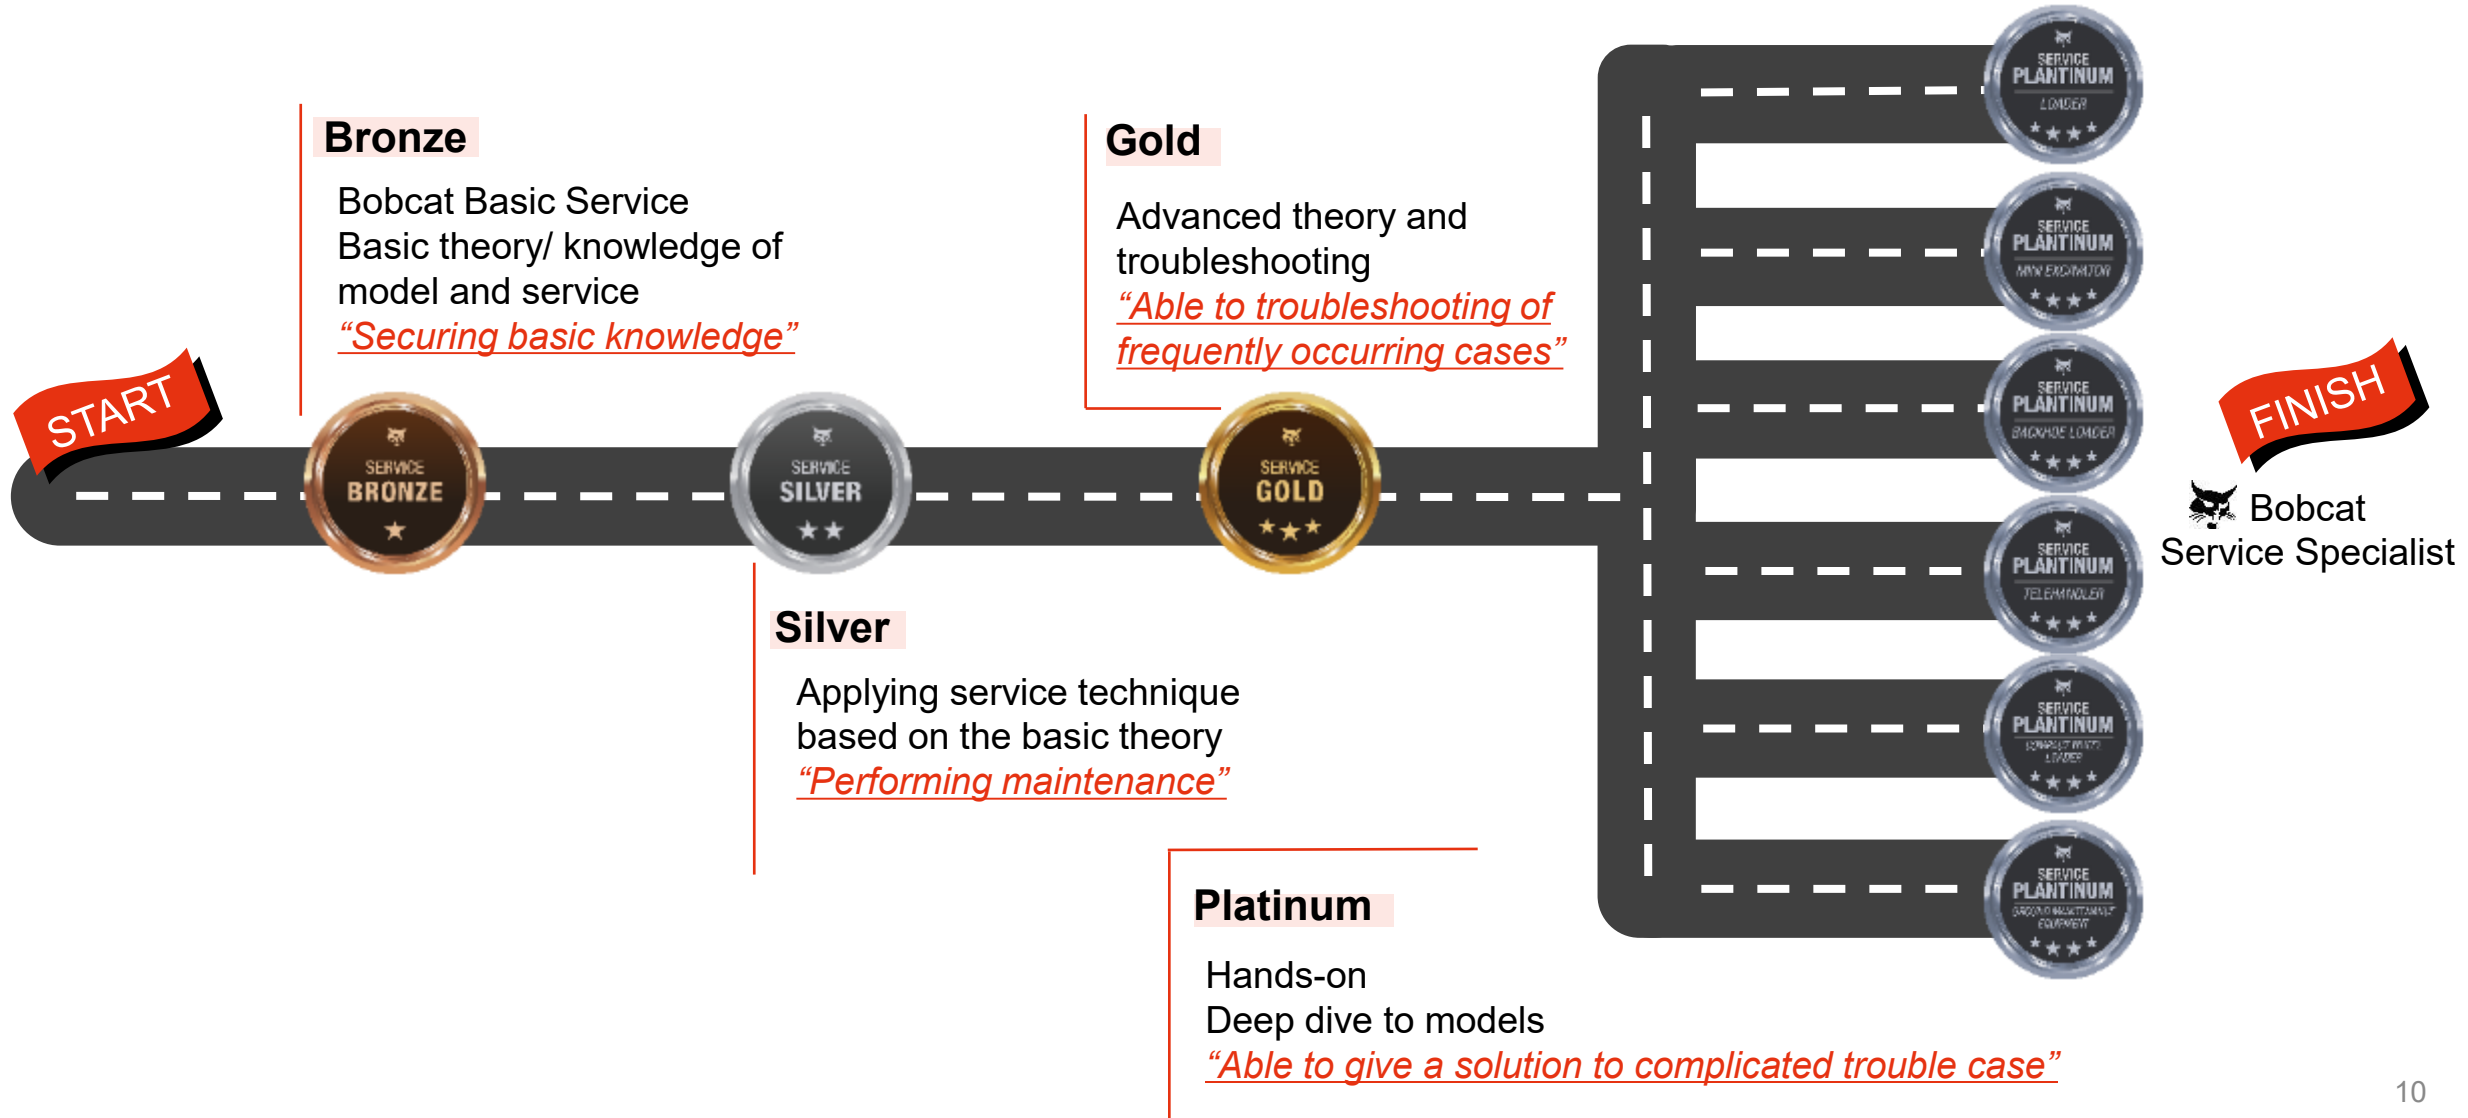 START
Bronze
Bobcat Basic Service
Basic theory/ knowledge of
model and service
“Securing basic knowledge”
SERVICE
BRONZE
SERVICE
SILVER
Silver
Applying service technique
based on the basic theory
“Performing maintenance”
Gold
Advanced theory and
troubleshooting
“Able to troubleshooting of
frequently occurring cases”
SERVICE
GOLD
Platinum
Hands-on
Deep dive to models
“Able to give a solution to complicated trouble case”
SERVICE
PLANTINUM
LOADER
SERVICE
PLANTINUM
MINI EXCAVATOR
SERVICE
PLANTINUM
BACKHOE LOADER
SERVICE
PLANTINUM
TELEHANDLER
SERVICE
PLANTINUM
LOADER
SERVICE
PLANTINUM
EQUIPMENT
FINISH
Bobcat
Service Specialist
10